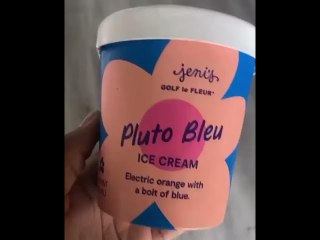 jeni's
GOLF le FLEUR*
Pluto Bleu
ICE CREAM
Electric orange with
a bolt of blue.